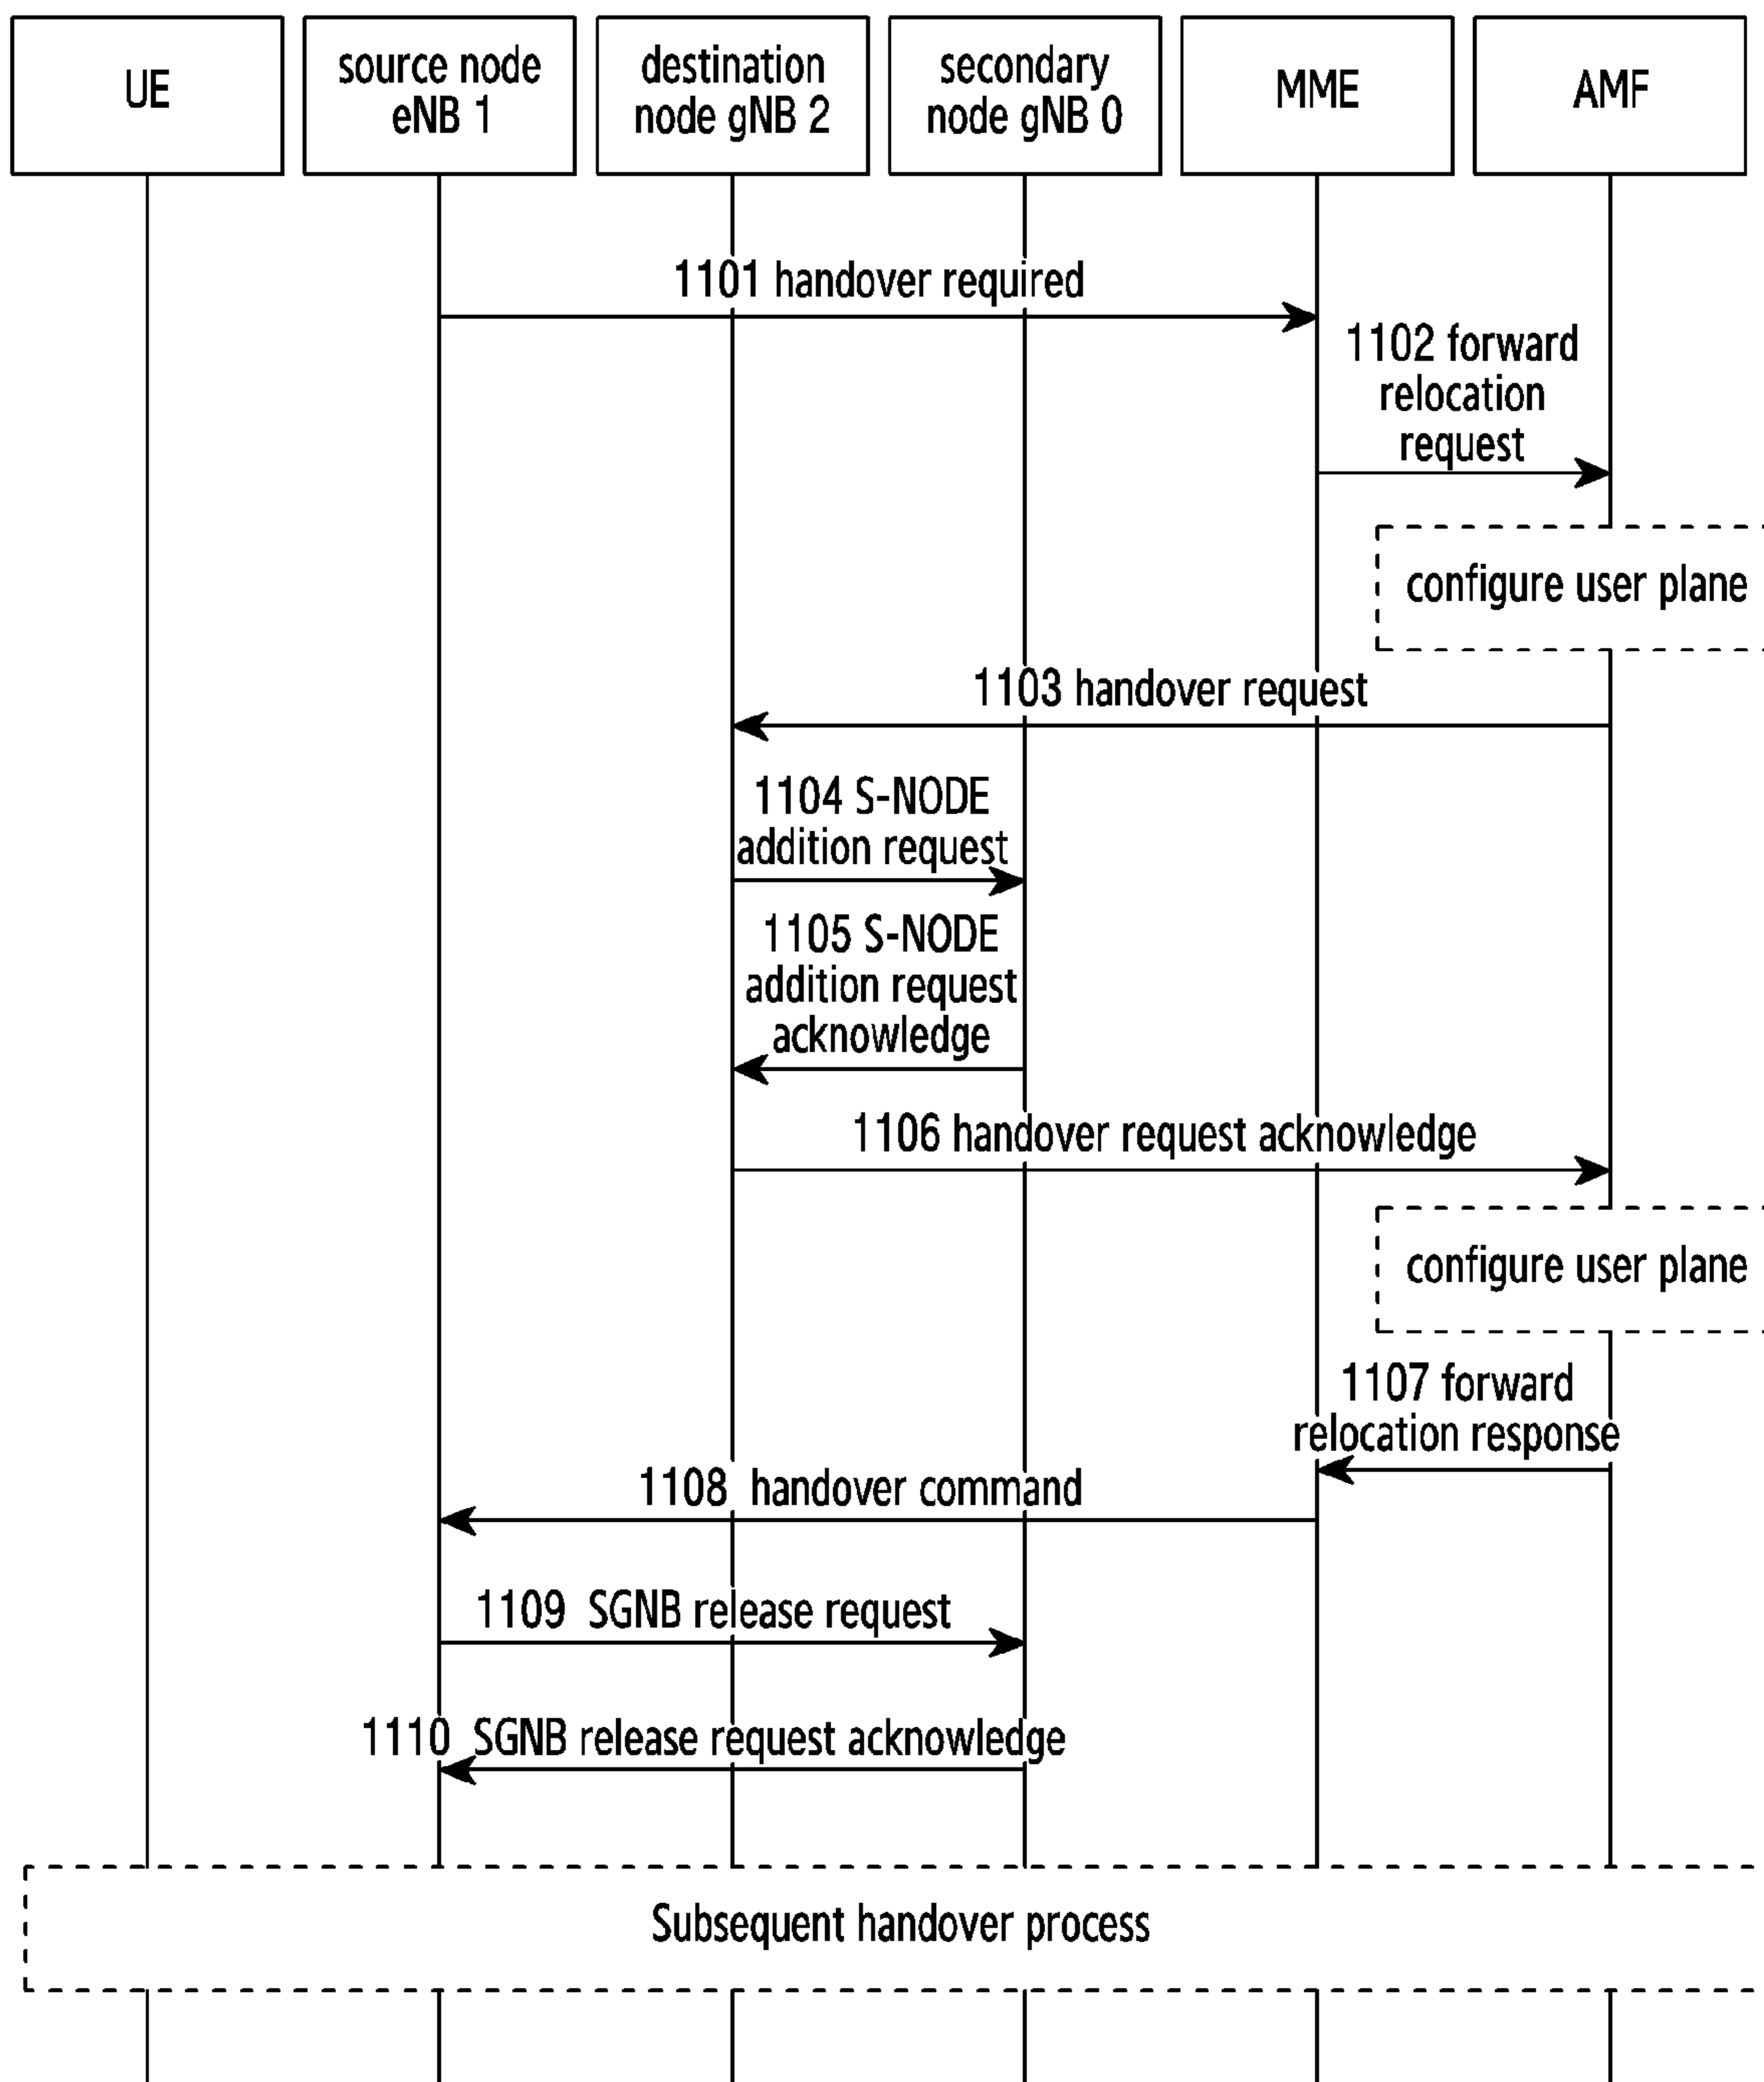 UE
source node
eNB 1
destination
node gNB 2
secondary
node gNB 0
MME
AMF
1101 handover required
1102 forward
relocation
request
configure user plane
1103 handover request
1104 S-NODE
addition request
1105 S-NODE
addition request
acknowledge
1106 handover request acknowledge
configure user plane
1107 forward
relocation response
1108 handover command
1109 SGNB release request
1110 SGNB release request acknowledge
Subsequent handover process